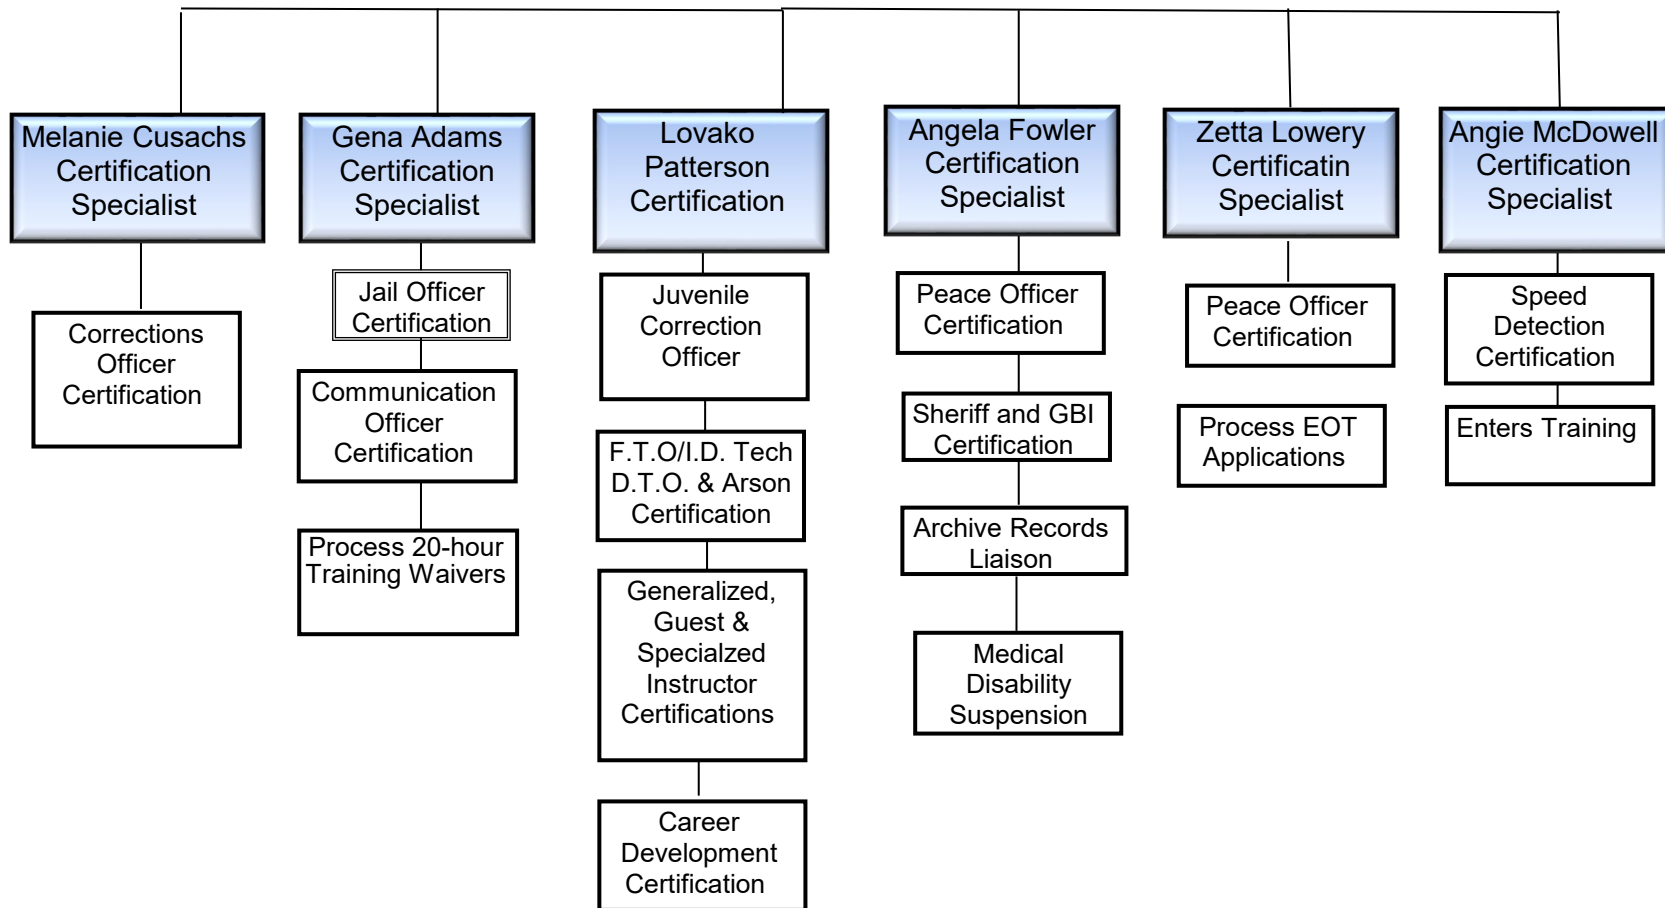 Melanie Cusachs
Certification
Specialist
Gena Adams
Certification
Specialist
Lovako
Patterson
Certification
Angela Fowler
Certification
Specialist
Zetta Lowery
Certificatin
Specialist
Angie McDowell
Certification
Specialist
Corrections
Officer
Certification
Jail Officer
Certification
Communication
Officer
Certification
Process 20-hour
Training Waivers
Juvenile
Correction
Officer
F.T.O/I.D. Tech
D.T.O. & Arson
Certification
Generalized,
Guest &
Specialzed
Instructor
Certifications
Career
Development
Certification
Peace Officer
Certification
Sheriff and GBI
Certification
Archive Records
Liaison
Medical
Disability
Suspension
Peace Officer
Certification
Process EOT
Applications
Speed
Detection
Certification
Enters Training